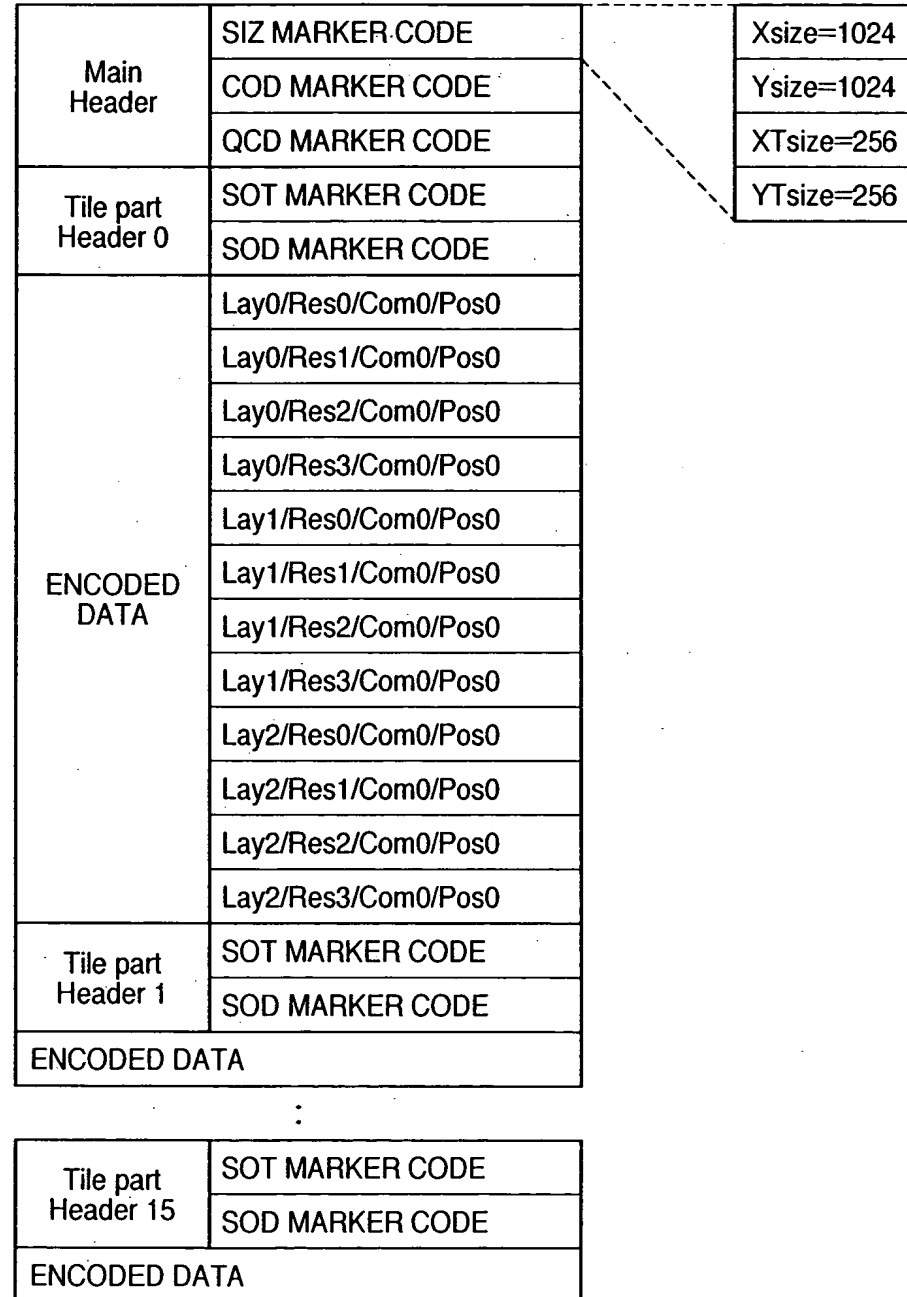 Main
Header
SIZ MARKER CODE
COD MARKER CODE
QCD MARKER CODE
Xsize=1024
Ysize=1024
XTsize=256
YTsize=256
Tile part
Header 0
SOT MARKER CODE
SOD MARKER CODE
ENCODED
DATA
Lay0/Res0/Com0/Pos0
Lay0/Res1/Com0/Pos0
Lay0/Res2/Com0/Pos0
Lay0/Res3/Com0/Pos0
Lay1/Res0/Com0/Pos0
Lay1/Res1/Com0/Pos0
Lay1/Res2/Com0/Pos0
Lay1/Res3/Com0/Pos0
Lay2/Res0/Com0/Pos0
Lay2/Res1/Com0/Pos0
Lay2/Res2/Com0/Pos0
Lay2/Res3/Com0/Pos0
Tile part
Header 1
SOT MARKER CODE
SOD MARKER CODE
ENCODED DATA
:
Tile part
Header 15
SOT MARKER CODE
SOD MARKER CODE
ENCODED DATA